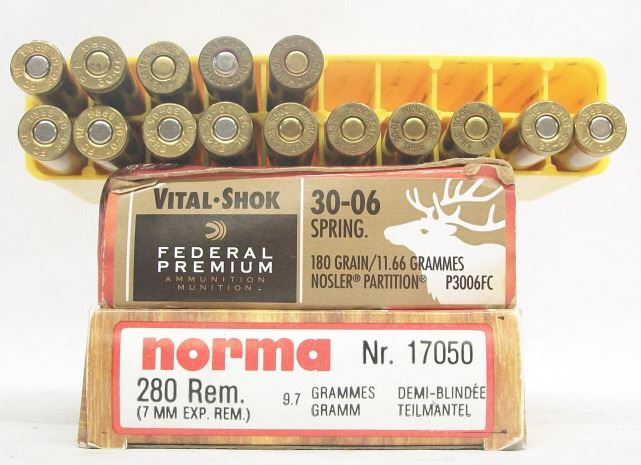 VITAL•SHOK
FEDERAL
PREMIUM
AMMUNITION
MUNITION
30-06
SPRING.
180 GRAIN/11.66 GRAMMES
NOSLER® PARTITION® P3006FC
norma Nr. 17050
280 Rem.
(7 MM EXP. REM.)
9.7 GRAMMES
GRAMM
DEMI-BLINDÉE
TEILMANTEL